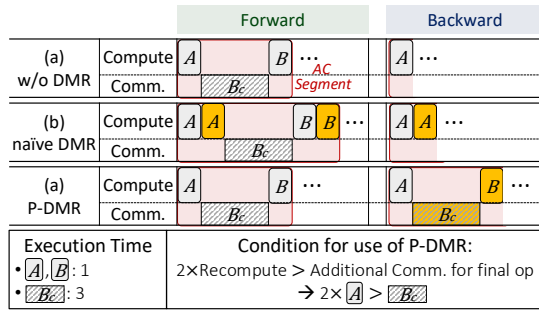 Forward Backward
(a) w/o DMR
Compute A B ··· A ···
Comm. Bc
AC Segment
(b) naïve DMR
Compute A A B B ··· A A ···
Comm. Bc
(a) P-DMR
Compute A B ··· A B ···
Comm. Bc Bc
Execution Time
• A, B: 1
• Bc: 3
Condition for use of P-DMR:
2×Recompute > Additional Comm. for final op
→ 2× A > Bc